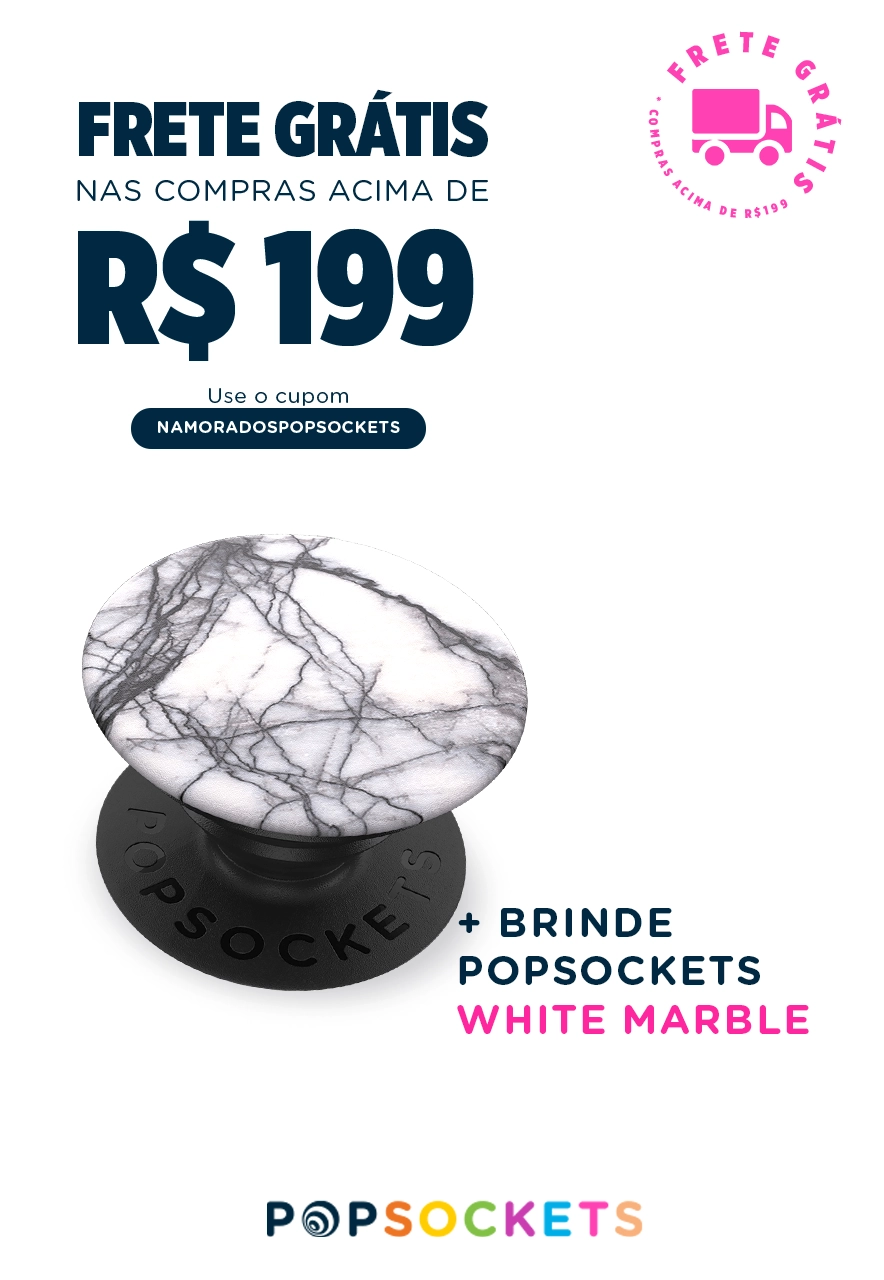 FRETE GRÁTIS
* COMPRAS ACIMA DE R$199
FRETE GRÁTIS
NAS COMPRAS ACIMA DE
R$ 199
Use o cupom
NAMORADOSPOPSOCKETS
POPSOCKETS
+ BRINDE
POPSOCKETS
WHITE MARBLE
POPSOCKETS